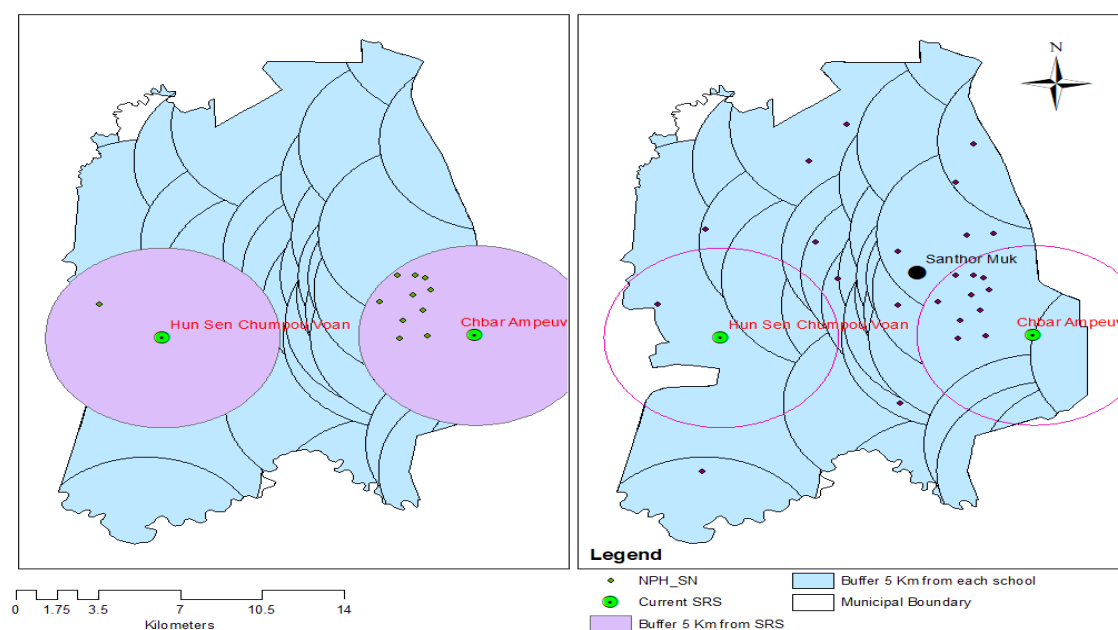 N
Santhor Muk
Hun Sen Chumpou Voan
Chbar Ampeuv
Hun Sen Chumpou Voan
Chbar Ampeuv
Legend
NPH_SN
Current SRS
Buffer 5 Km from SRS
Buffer 5 Km from each school
Municipal Boundary
0 1.75 3.5 7 10.5 14
Kilometers